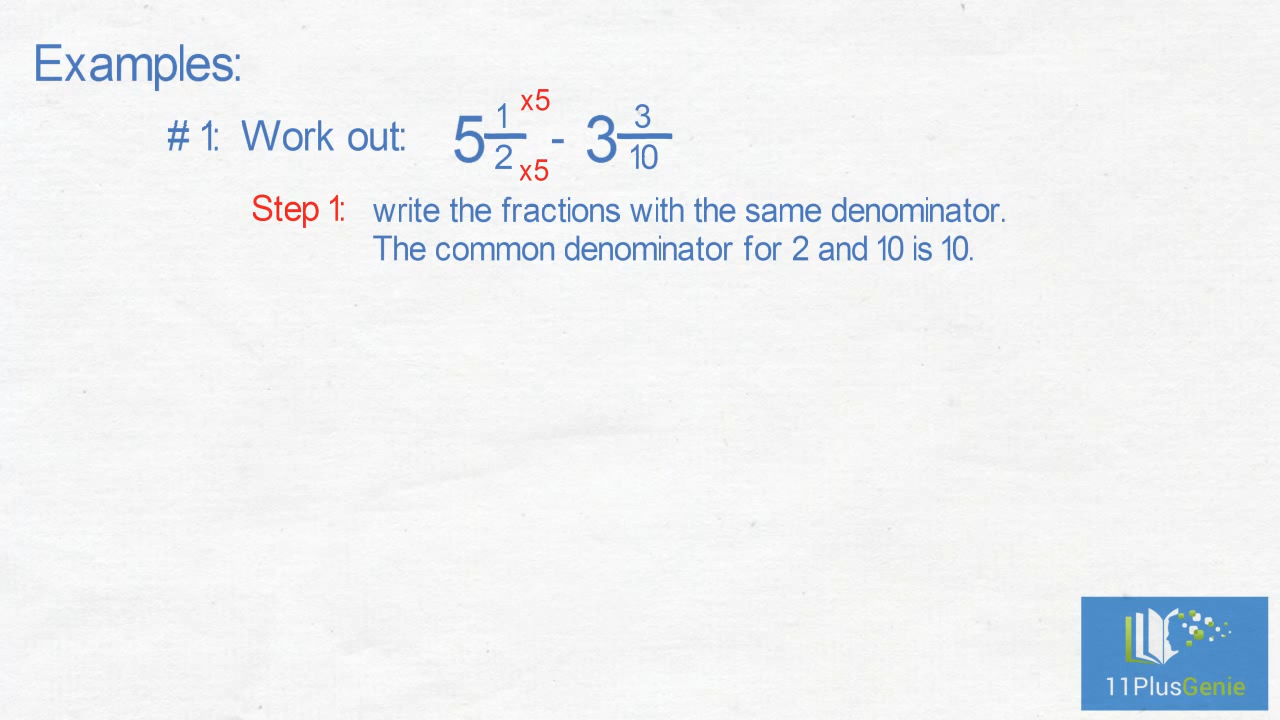 Examples:
# 1: Work out: 5 1/2 x5 x5 - 3 3/10
Step 1: write the fractions with the same denominator.
The common denominator for 2 and 10 is 10.
11PlusGenie